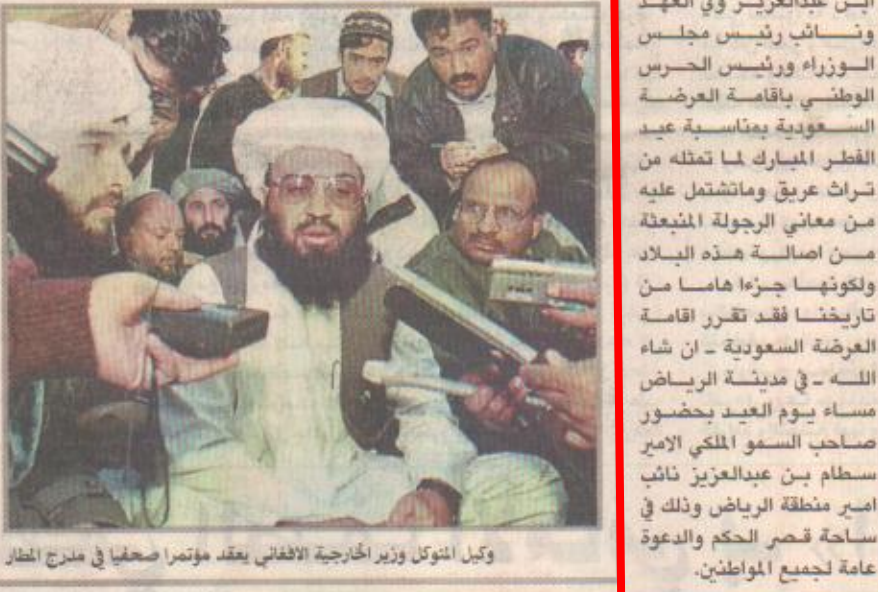 ابن عبدالعزيز ولي العهد
ونائب رئيس مجلس
الوزراء ورئيس الحرس
الوطني باقامة العرضة
السعودية بمناسبة عيد
الفطر المبارك لما تمثله من
تراث عريق وماتشتمل عليه
من معاني الرجولة المنبعثة
من اصالة هذه البلاد
ولكونها جزءا هاما من
تاريخنا فقد تقرر اقامة
العرضة السعودية ـ ان شاء
الله ـ في مدينة الرياض
مساء يوم العيد بحضور
صاحب السمو الملكي الامير
سطام بن عبدالعزيز نائب
امير منطقة الرياض وذلك في
ساحة قصر الحكم والدعوة
عامة لجميع المواطنين.
وكيل المتوكل وزير الخارجية الافغاني يعقد مؤتمرا صحفيا في مدرج المطار